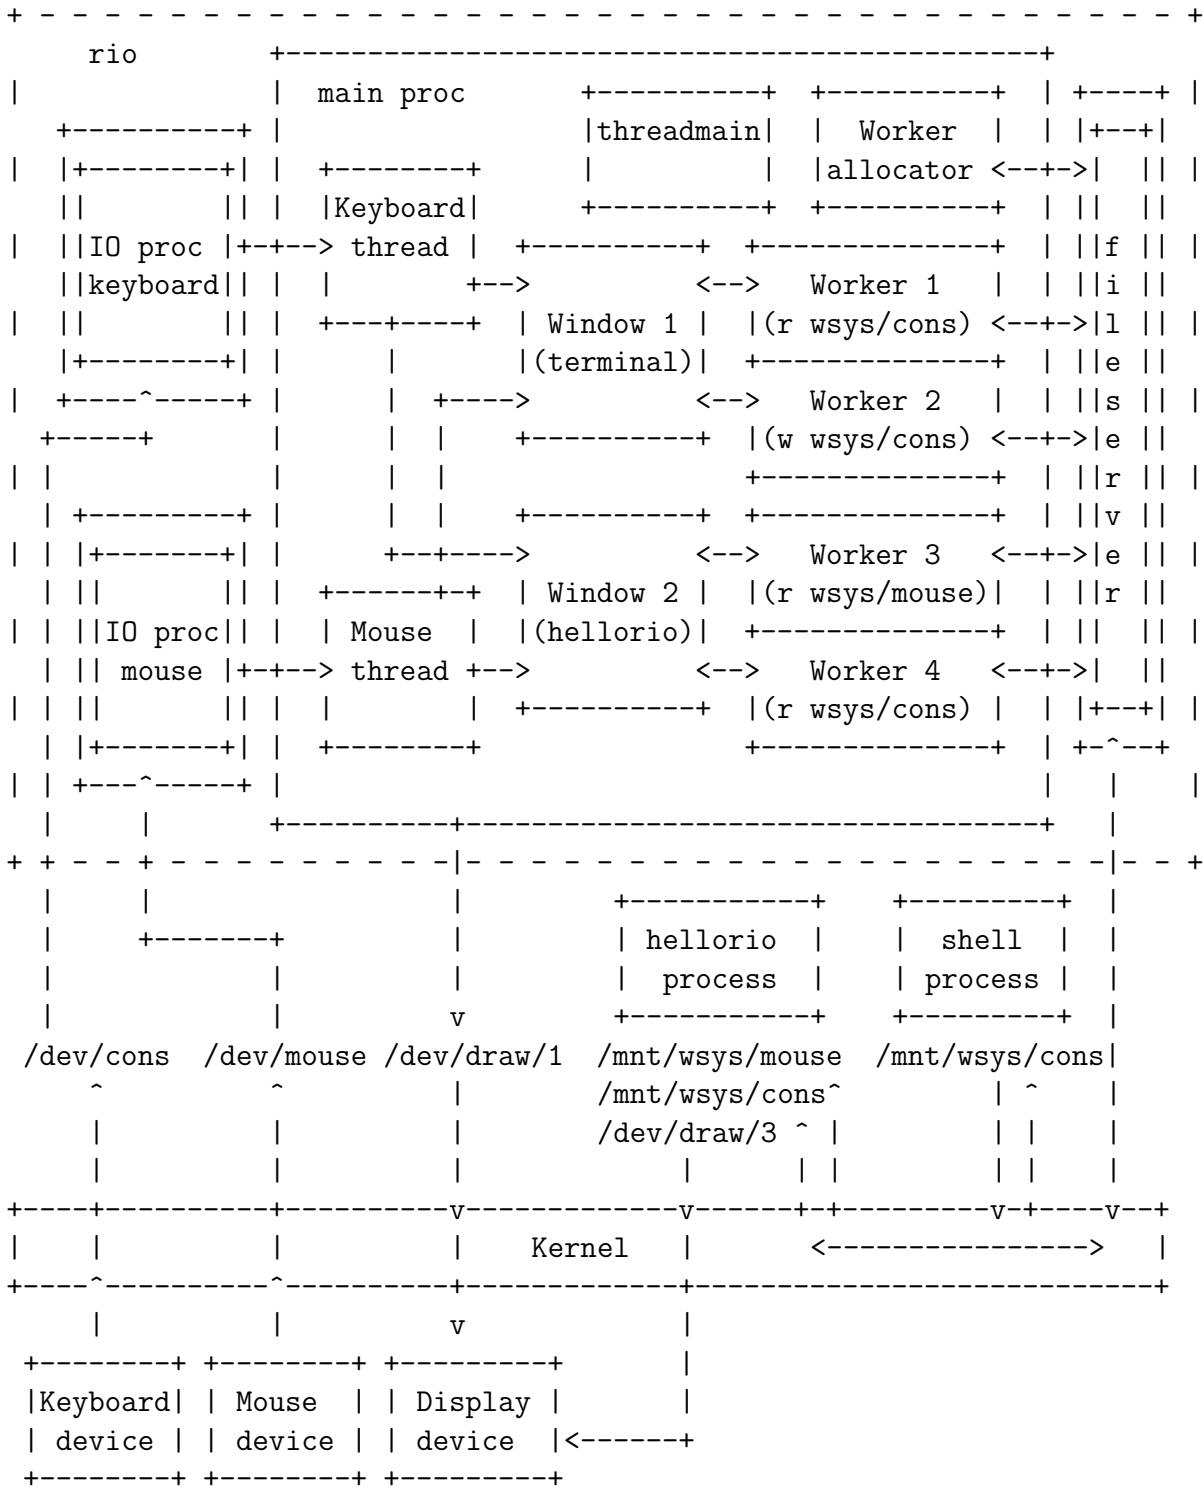 rio
main proc
threadmain Worker
allocator
Keyboard
IO proc thread
keyboard Worker 1
Window 1 (r wsys/cons)
(terminal)
Worker 2
(w wsys/cons)
Worker 3
Window 2 (r wsys/mouse)
IO proc Mouse (hellorio)
mouse thread Worker 4
(r wsys/cons)
fileserver
hellorio shell
process process
/dev/cons /dev/mouse /dev/draw/1 /mnt/wsys/mouse /mnt/wsys/cons
/mnt/wsys/cons
/dev/draw/3
Kernel
Keyboard Mouse Display
device device device